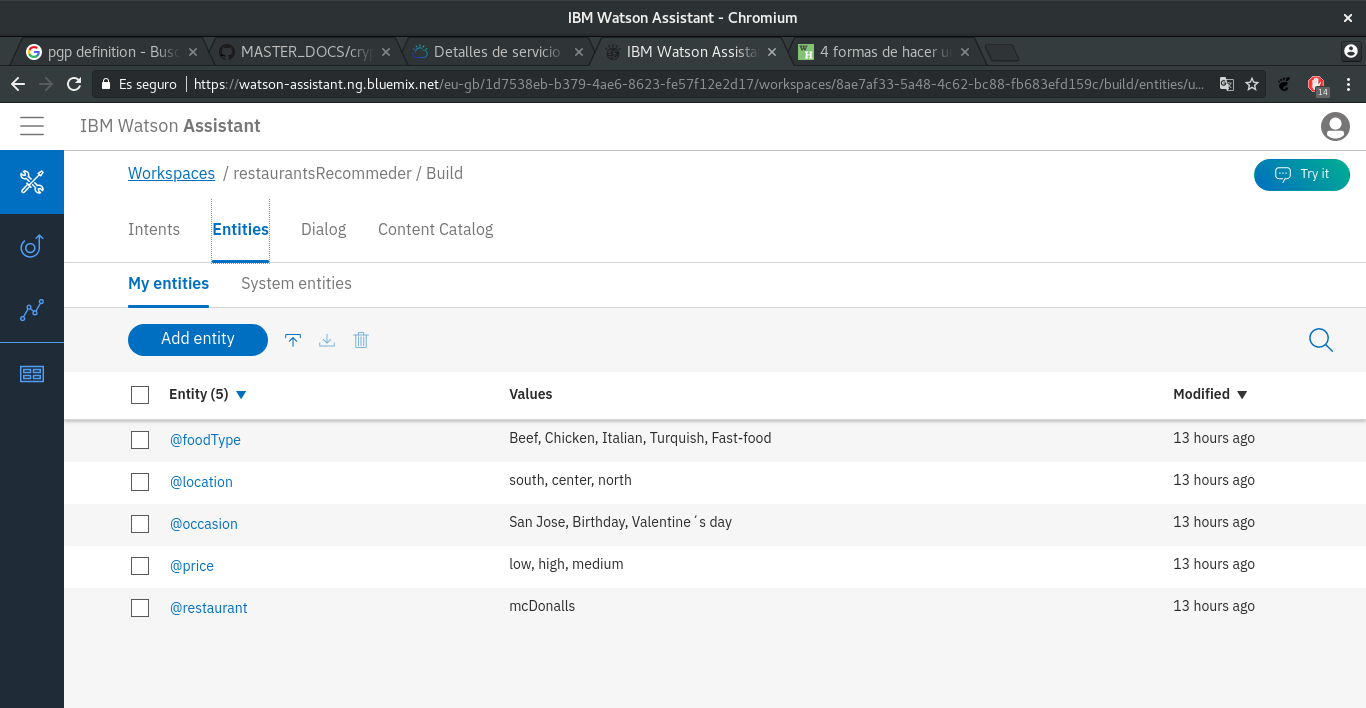 IBM Watson Assistant - Chromium
pgp definition - Busc
MASTER_DOCS/cryp
Detalles de servicio
IBM Watson Assista
4 formas de hacer u
Es seguro | https://watson-assistant.ng.bluemix.net/eu-gb/1d7538eb-b379-4ae6-8623-fe57f12e2d17/workspaces/8ae7af33-5a48-4c62-bc88-fb683efd159c/build/entities/u...
14
IBM Watson Assistant
Workspaces / restaurantsRecommeder / Build
Try it
Intents Entities Dialog Content Catalog
My entities System entities
Add entity
Entity (5) Values Modified
@foodType Beef, Chicken, Italian, Turquish, Fast-food 13 hours ago
@location south, center, north 13 hours ago
@occasion San Jose, Birthday, Valentine´s day 13 hours ago
@price low, high, medium 13 hours ago
@restaurant mcDonalls 13 hours ago